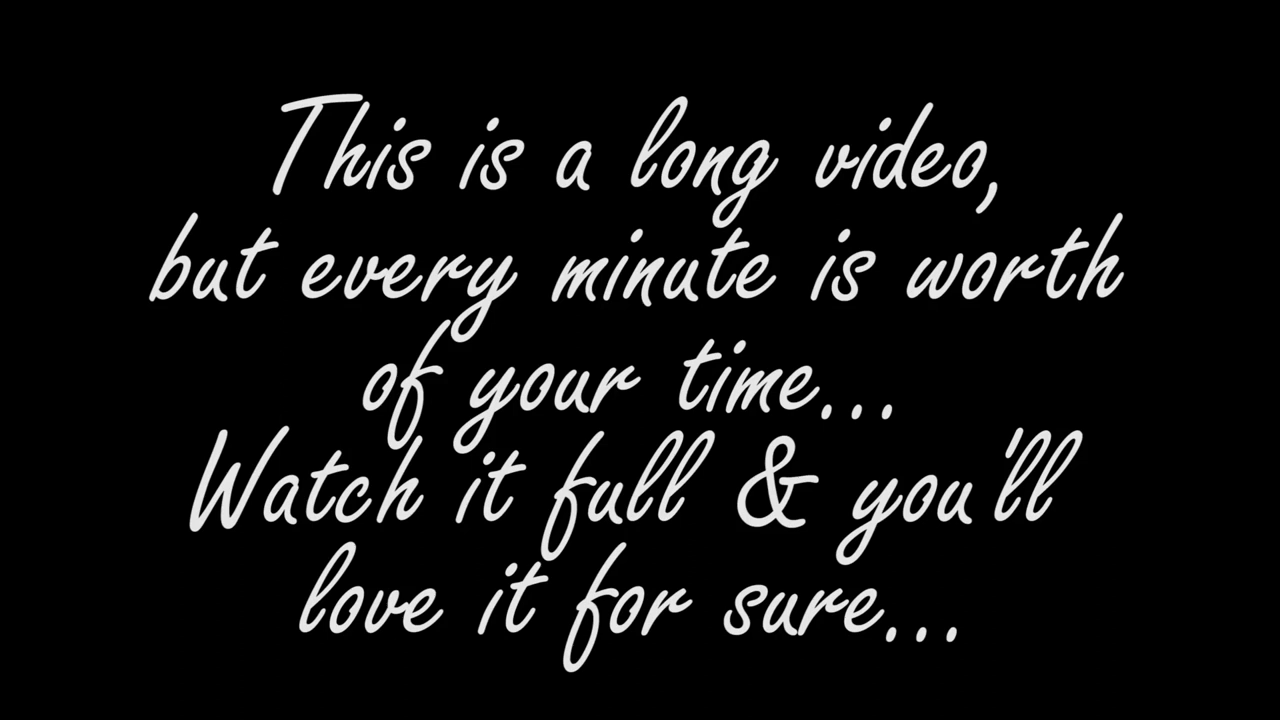 This is a long video,
but every minute is worth
of your time...
Watch it full & you'll
love it for sure...